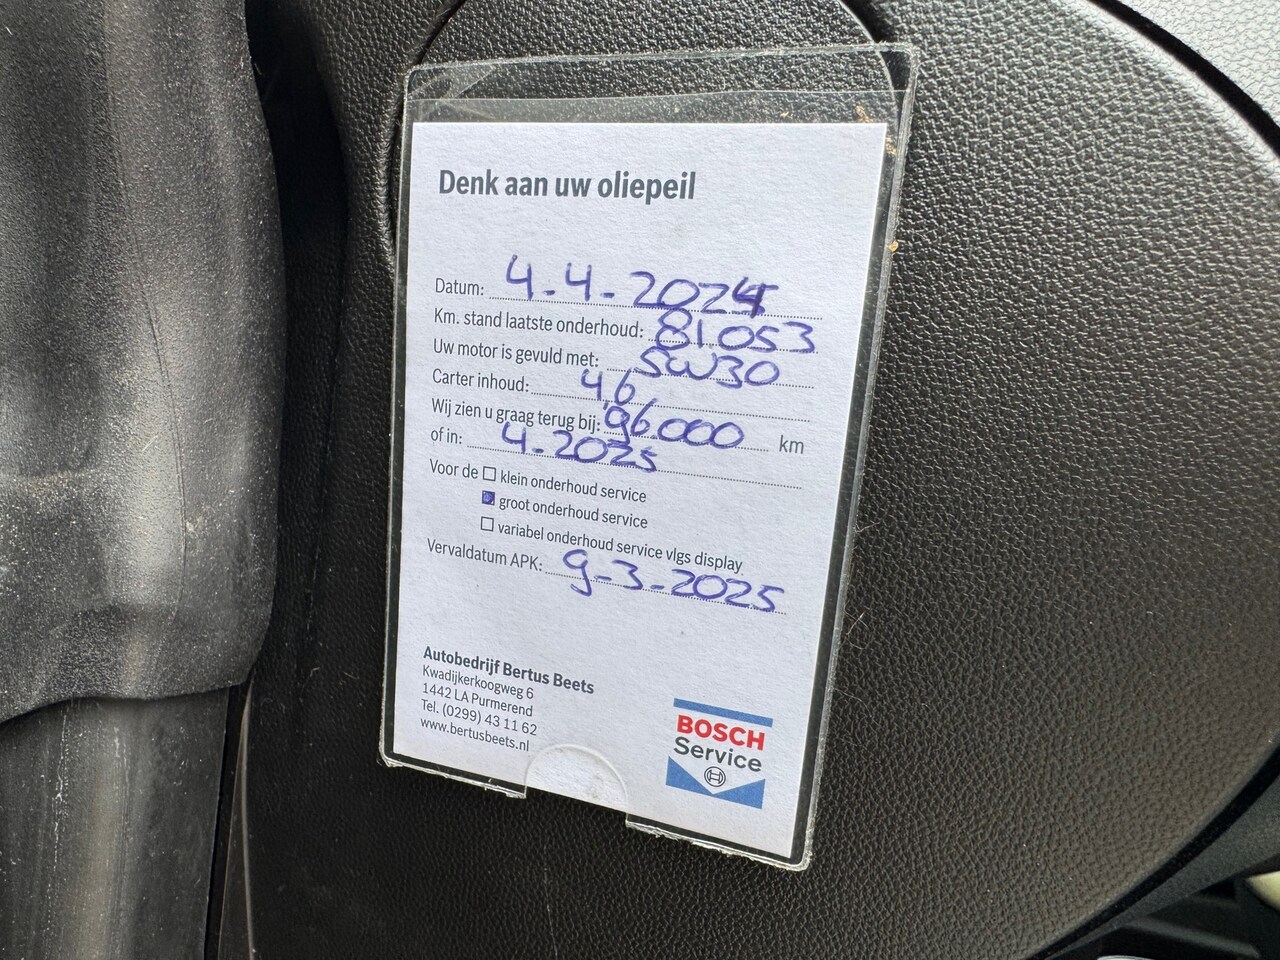 Denk aan uw oliepeil
Datum: 4-4-2024
Km. stand laatste onderhoud: 81053
Uw motor is gevuld met: 5W30
Carter inhoud: 4,6
Wij zien u graag terug bij: 96.000 km
of in: 4-2025
Voor de klein onderhoud service
groot onderhoud service
variabel onderhoud service vlgs display
Vervaldatum APK: 9-3-2025
Autobedrijf Bertus Beets
Kwadijkerkoogweg 6
1442 LA Purmerend
Tel. (0299) 43 11 62
www.bertusbeets.nl
BOSCH
Service